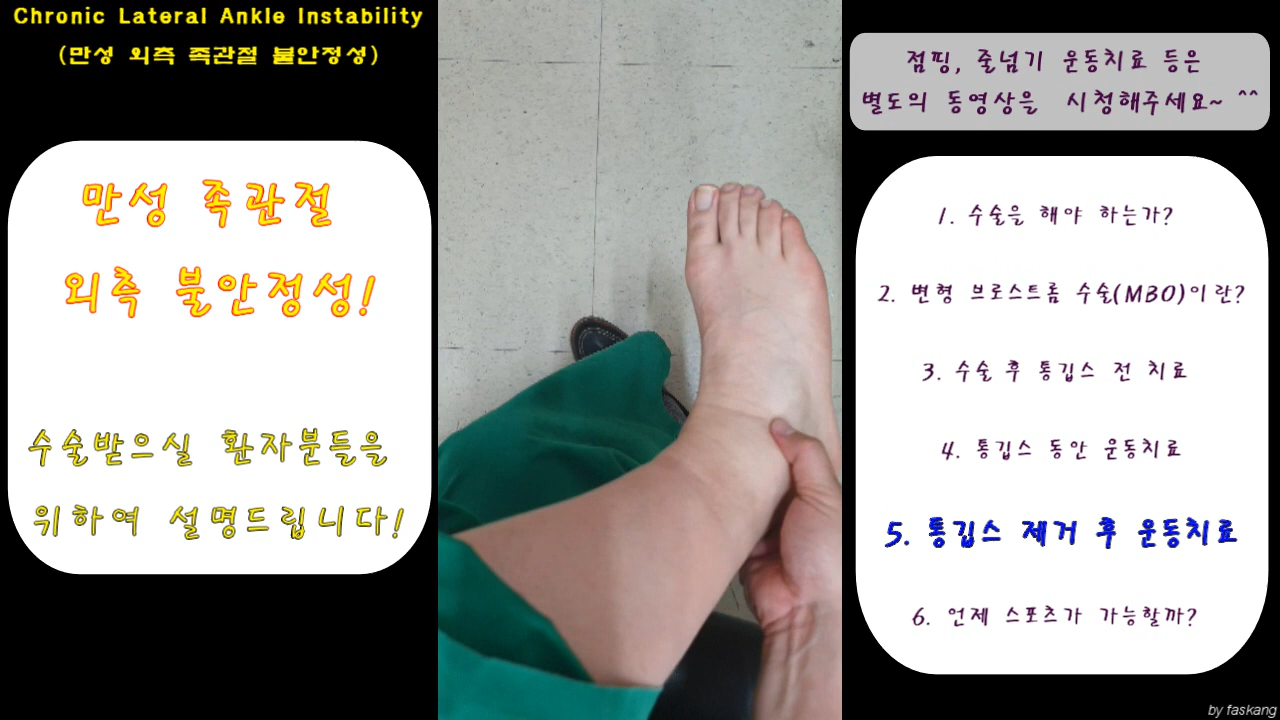 Chronic Lateral Ankle Instability
(만성 외측 족관절 불안정성)
만성 족관절
외측 불안정성!
수술받으실 환자분들을
위하여 설명드립니다!
점핑, 줄넘기 운동치료 등은
별도의 동영상을 시청해주세요~ ^^
1. 수술을 해야 하는가?
2. 변형 브로스트롬 수술(MBO)이란?
3. 수술 후 통깁스 전 치료
4. 통깁스 동안 운동치료
5. 통깁스 제거 후 운동치료
6. 언제 스포츠가 가능할까?
by faskang